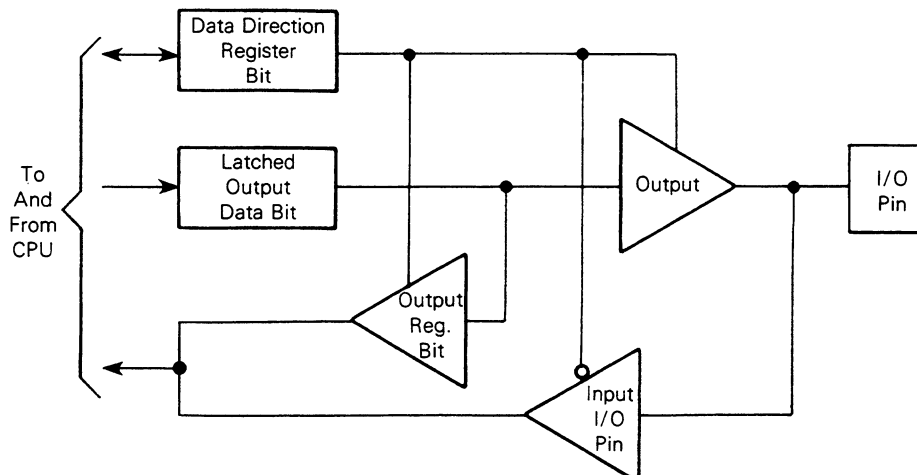 Data Direction
Register
Bit
Latched
Output
Data Bit
To
And
From
CPU
Output
I/O
Pin
Output
Reg.
Bit
Input
I/O
Pin